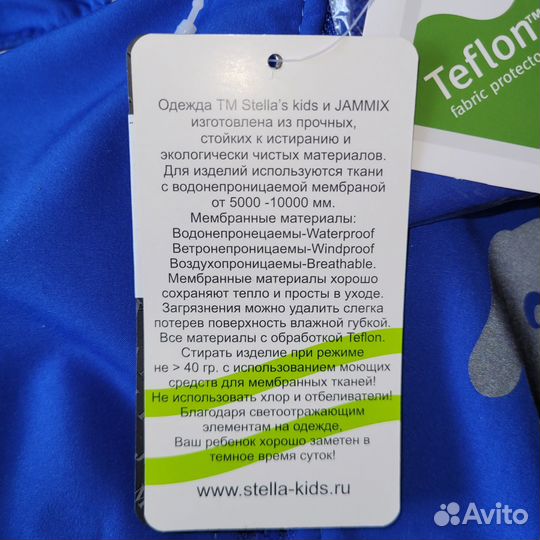 Teflon™
fabric protector
Одежда ТМ Stella's kids и JAMMIX
изготовлена из прочных,
стойких к истиранию и
экологически чистых материалов.
Для изделий используются ткани
с водонепроницаемой мембраной
от 5000 -10000 мм.
Мембранные материалы:
Водонепронецаемы-Waterproof
Ветронепроницаемы-Windproof
Воздухопроницаемы-Breathable.
Мембранные материалы хорошо
сохраняют тепло и просты в уходе.
Загрязнения можно удалить слегка
потерев поверхность влажной губкой.
Все материалы с обработкой Teflon.
Стирать изделие при режиме
не > 40 гр. с использованием моющих
средств для мембранных тканей!
Не использовать хлор и отбеливатели!
Благодаря светоотражающим
элементам на одежде,
Ваш ребенок хорошо заметен в
темное время суток!
www.stella-kids.ru
Avito